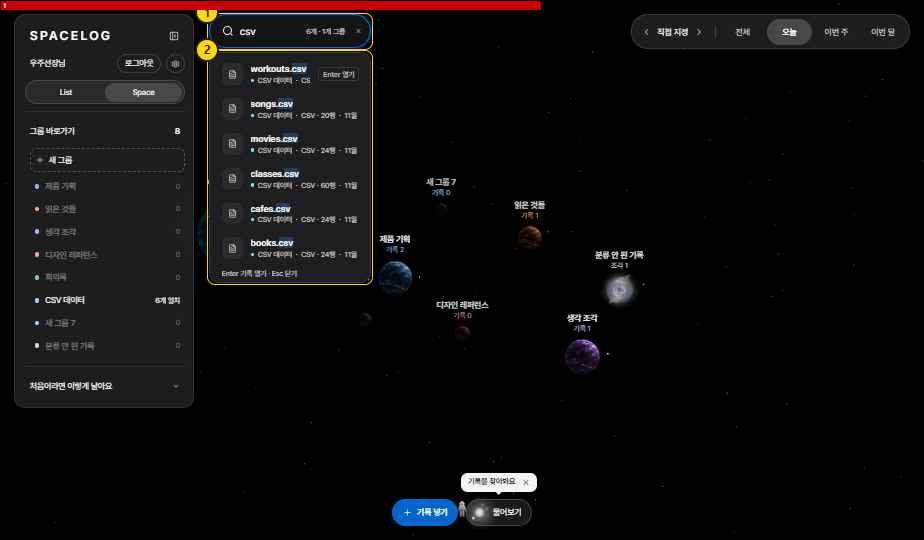 1
SPACELOG
우주선장님
로그아웃
List
Space
그룹 바로가기
8
+ 새 그룹
제품 기획 0
읽은 것들 0
생각 조각 0
디자인 레퍼런스 0
회의록 0
CSV 데이터 6개 일치
새 그룹 7 0
분류 안 된 기록 0
처음이라면 이렇게 날아요
1
csv
6개 · 1개 그룹 ×
2
workouts.csv
CSV 데이터 · CS
Enter 열기
songs.csv
CSV 데이터 · CSV · 20행 · 11월
movies.csv
CSV 데이터 · CSV · 24행 · 11월
classes.csv
CSV 데이터 · CSV · 60행 · 11월
cafes.csv
CSV 데이터 · CSV · 24행 · 11월
books.csv
CSV 데이터 · CSV · 24행 · 11월
Enter 기록 열기 · Esc 닫기
직접 지정
전체
오늘
이번 주
이번 달
새 그룹 7
기록 0
읽은 것들
기록 1
제품 기획
기록 2
분류 안 된 기록
조각 1
디자인 레퍼런스
기록 0
생각 조각
기록 1
기록을 찾아봐요 ×
+ 기록 넣기
물어보기